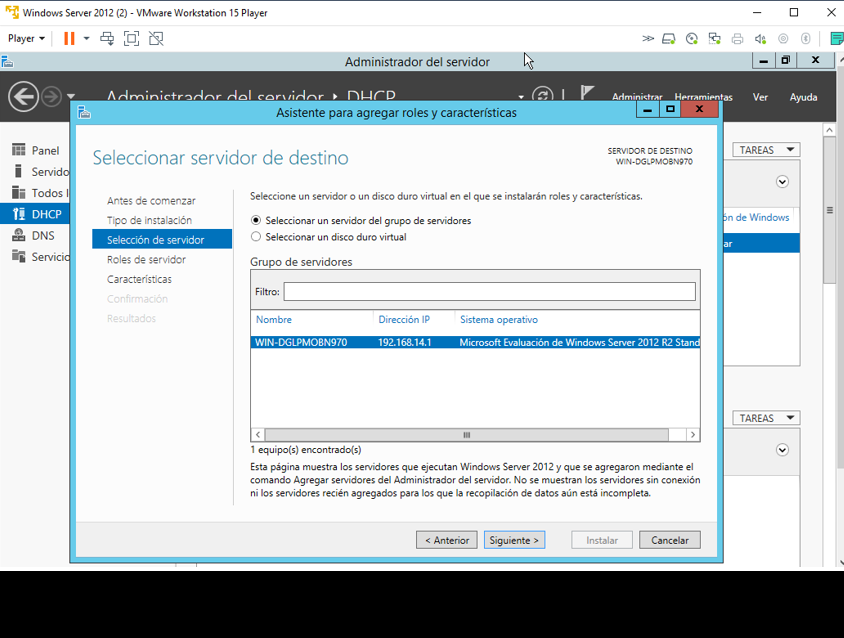 Windows Server 2012 (2) - VMware Workstation 15 Player
Player
Administrador del servidor
Administrador del servidor • DHCP
Administrar Herramientas Ver Ayuda
Asistente para agregar roles y características
Panel
Servido
Todos l
DHCP
DNS
Servicio
TAREAS
ón de Windows
ar
TAREAS
Seleccionar servidor de destino
SERVIDOR DE DESTINO
WIN-DGLPMOBN970
Antes de comenzar
Tipo de instalación
Selección de servidor
Roles de servidor
Características
Confirmación
Resultados
Seleccione un servidor o un disco duro virtual en el que se instalarán roles y características.
Seleccionar un servidor del grupo de servidores
Seleccionar un disco duro virtual
Grupo de servidores
Filtro:
Nombre Dirección IP Sistema operativo
WIN-DGLPMOBN970 192.168.14.1 Microsoft Evaluación de Windows Server 2012 R2 Stand
1 equipo(s) encontrado(s)
Esta página muestra los servidores que ejecutan Windows Server 2012 y que se agregaron mediante el
comando Agregar servidores del Administrador del servidor. No se muestran los servidores sin conexión
ni los servidores recién agregados para los que la recopilación de datos aún está incompleta.
< Anterior Siguiente > Instalar Cancelar